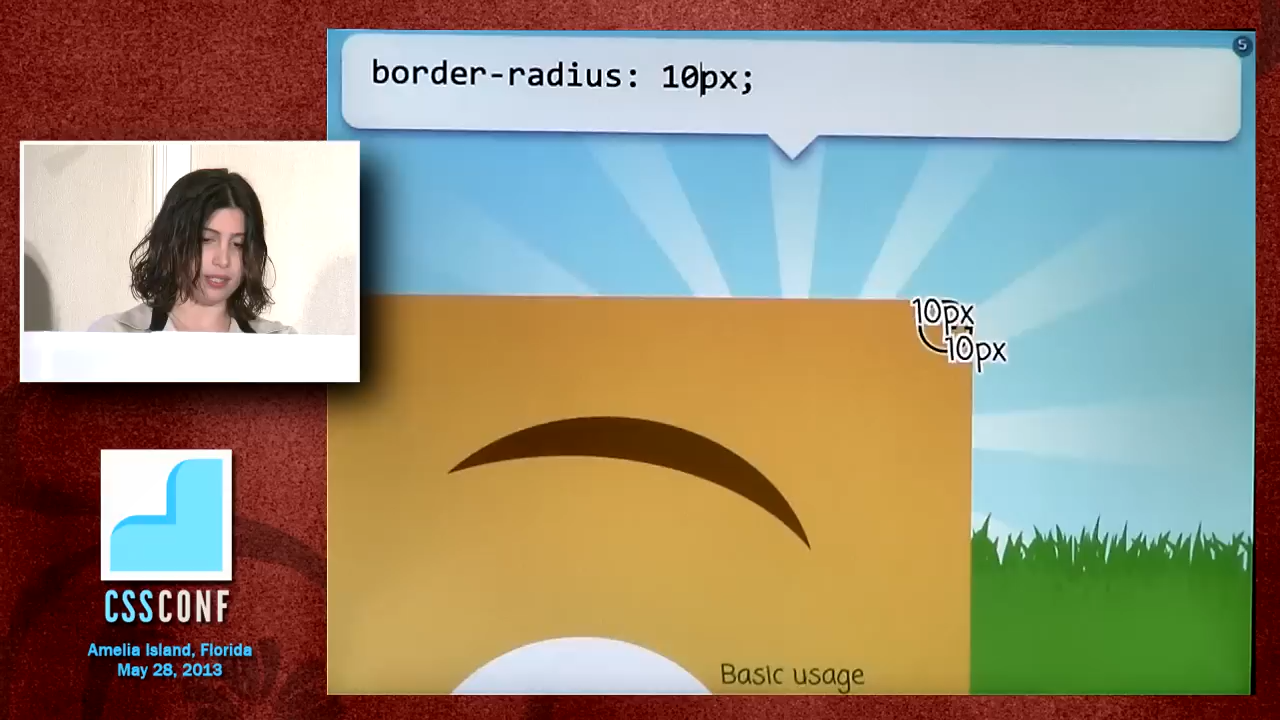 5
border-radius: 10px;
10px
10px
Basic usage
CSSCONF
Amelia Island, Florida
May 28, 2013